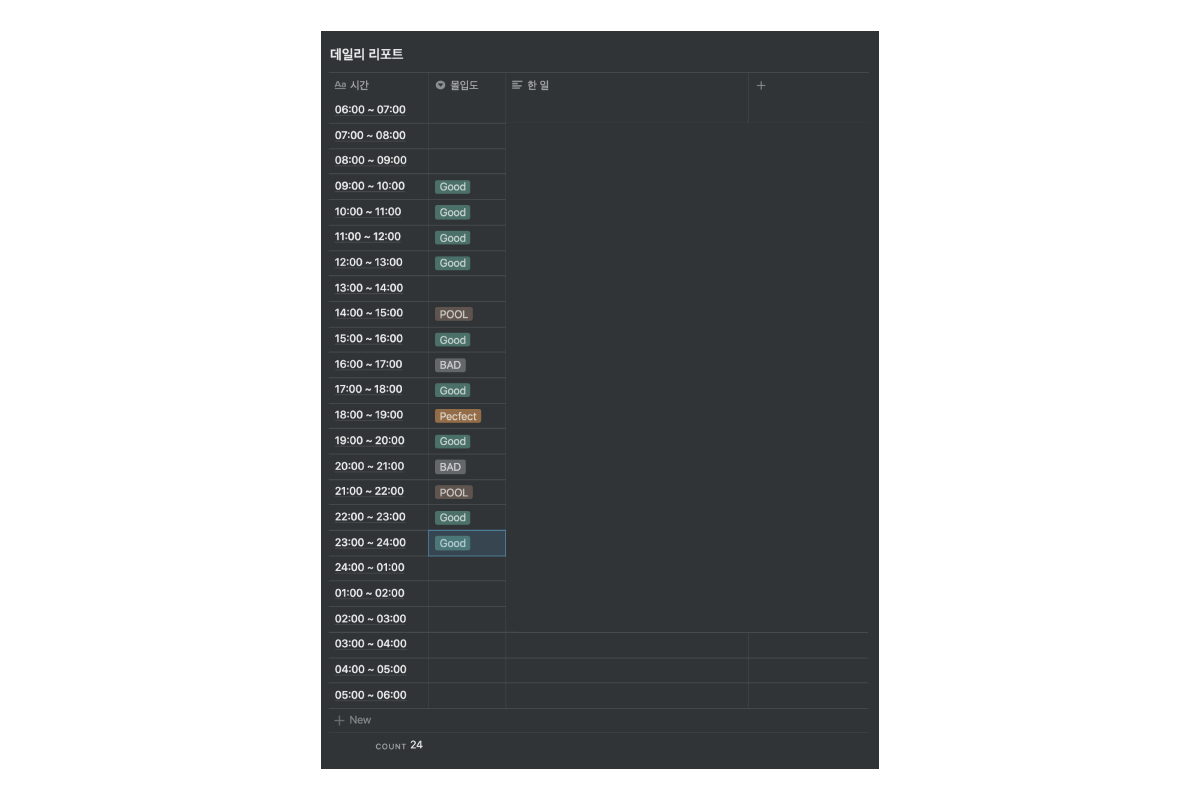 데일리 리포트
Aa 시간 몰입도 한 일
06:00 ~ 07:00
07:00 ~ 08:00
08:00 ~ 09:00
09:00 ~ 10:00 Good
10:00 ~ 11:00 Good
11:00 ~ 12:00 Good
12:00 ~ 13:00 Good
13:00 ~ 14:00
14:00 ~ 15:00 POOL
15:00 ~ 16:00 Good
16:00 ~ 17:00 BAD
17:00 ~ 18:00 Good
18:00 ~ 19:00 Pecfect
19:00 ~ 20:00 Good
20:00 ~ 21:00 BAD
21:00 ~ 22:00 POOL
22:00 ~ 23:00 Good
23:00 ~ 24:00 Good
24:00 ~ 01:00
01:00 ~ 02:00
02:00 ~ 03:00
03:00 ~ 04:00
04:00 ~ 05:00
05:00 ~ 06:00
+ New
COUNT 24